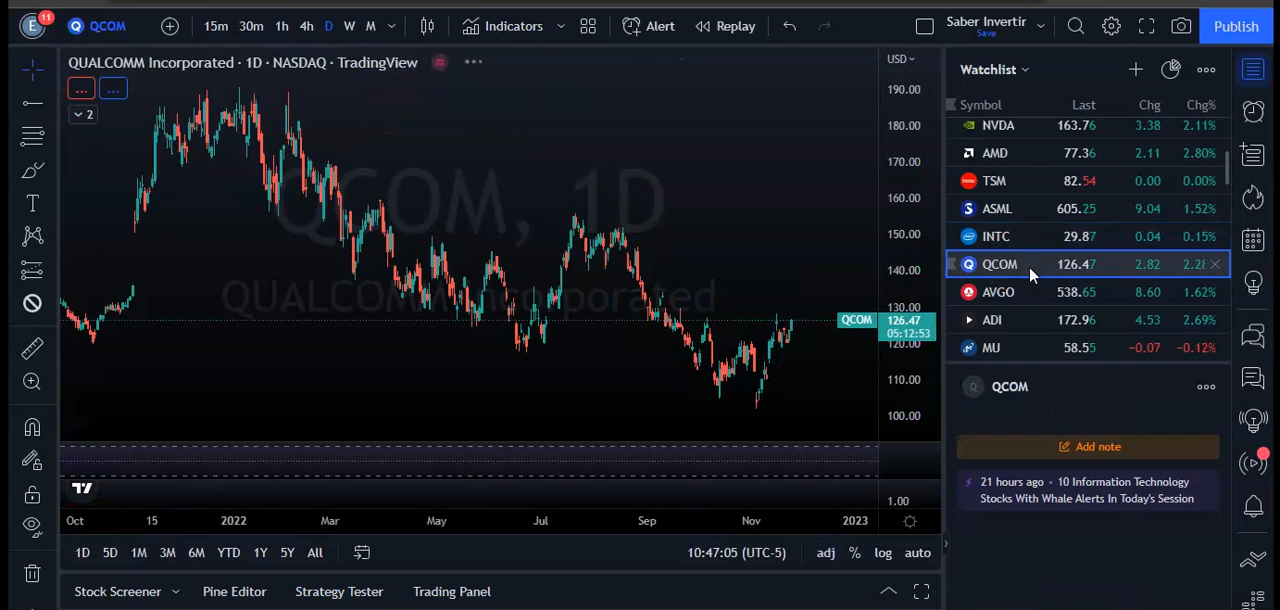 E 11 QCOM 15m 30m 1h 4h D W M Indicators Alert Replay Saber Invertir Save Publish
QUALCOMM Incorporated · 1D · NASDAQ · TradingView
... ...
2
QCOM, 1D
QUALCOMM Incorporated
USD
190.00
180.00
170.00
160.00
150.00
140.00
130.00
QCOM 126.47
05:12:53
120.00
110.00
100.00
1.00
Oct 15 2022 Mar May Jul Sep Nov 2023
1D 5D 1M 3M 6M YTD 1Y 5Y All 10:47:05 (UTC-5) adj % log auto
Stock Screener Pine Editor Strategy Tester Trading Panel
Watchlist
Symbol Last Chg Chg%
NVDA 163.76 3.38 2.11%
AMD 77.36 2.11 2.80%
TSM 82.54 0.00 0.00%
ASML 605.25 9.04 1.52%
INTC 29.87 0.04 0.15%
QCOM 126.47 2.82
AVGO 538.65 8.60 1.62%
ADI 172.96 4.53 2.69%
MU 58.55 −0.07 −0.12%
Q QCOM
Add note
21 hours ago · 10 Information Technology
Stocks With Whale Alerts In Today's Session